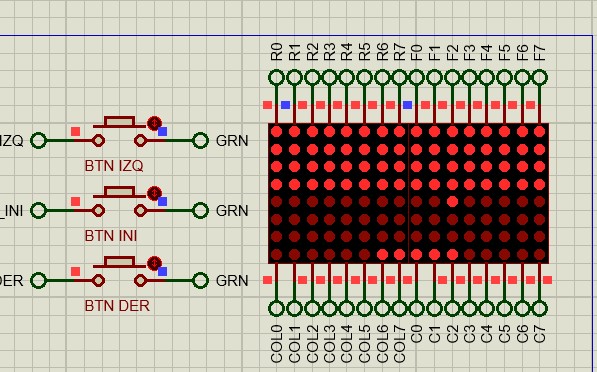 R0 R1 R2 R3 R4 R5 R6 R7 F0 F1 F2 F3 F4 F5 F6 F7
IZQ
GRN
BTN IZQ
_INI
GRN
BTN INI
DER
GRN
BTN DER
COL0 COL1 COL2 COL3 COL4 COL5 COL6 COL7 C0 C1 C2 C3 C4 C5 C6 C7